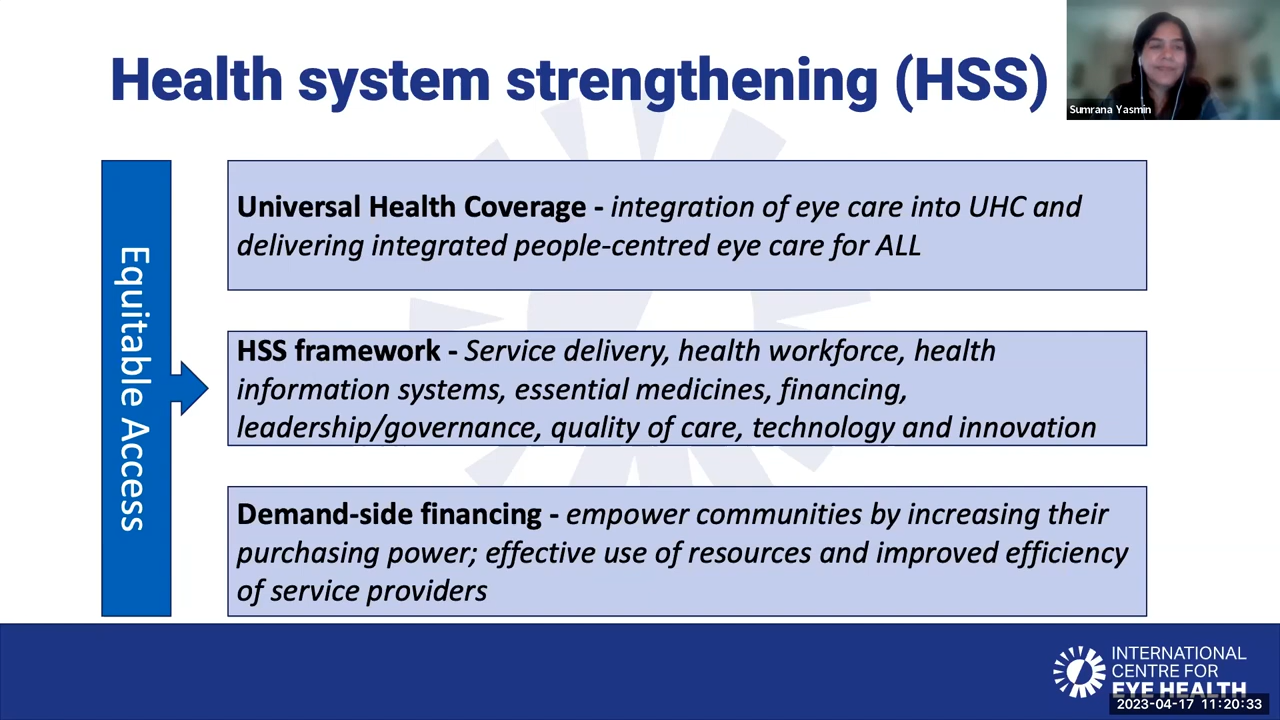 Health system strengthening (HSS)
Sumrana Yasmin
Equitable Access
Universal Health Coverage - integration of eye care into UHC and
delivering integrated people-centred eye care for ALL
HSS framework - Service delivery, health workforce, health
information systems, essential medicines, financing,
leadership/governance, quality of care, technology and innovation
Demand-side financing - empower communities by increasing their
purchasing power; effective use of resources and improved efficiency
of service providers
INTERNATIONAL
CENTRE FOR
EYE HEALTH
2023-04-17 11:20:33